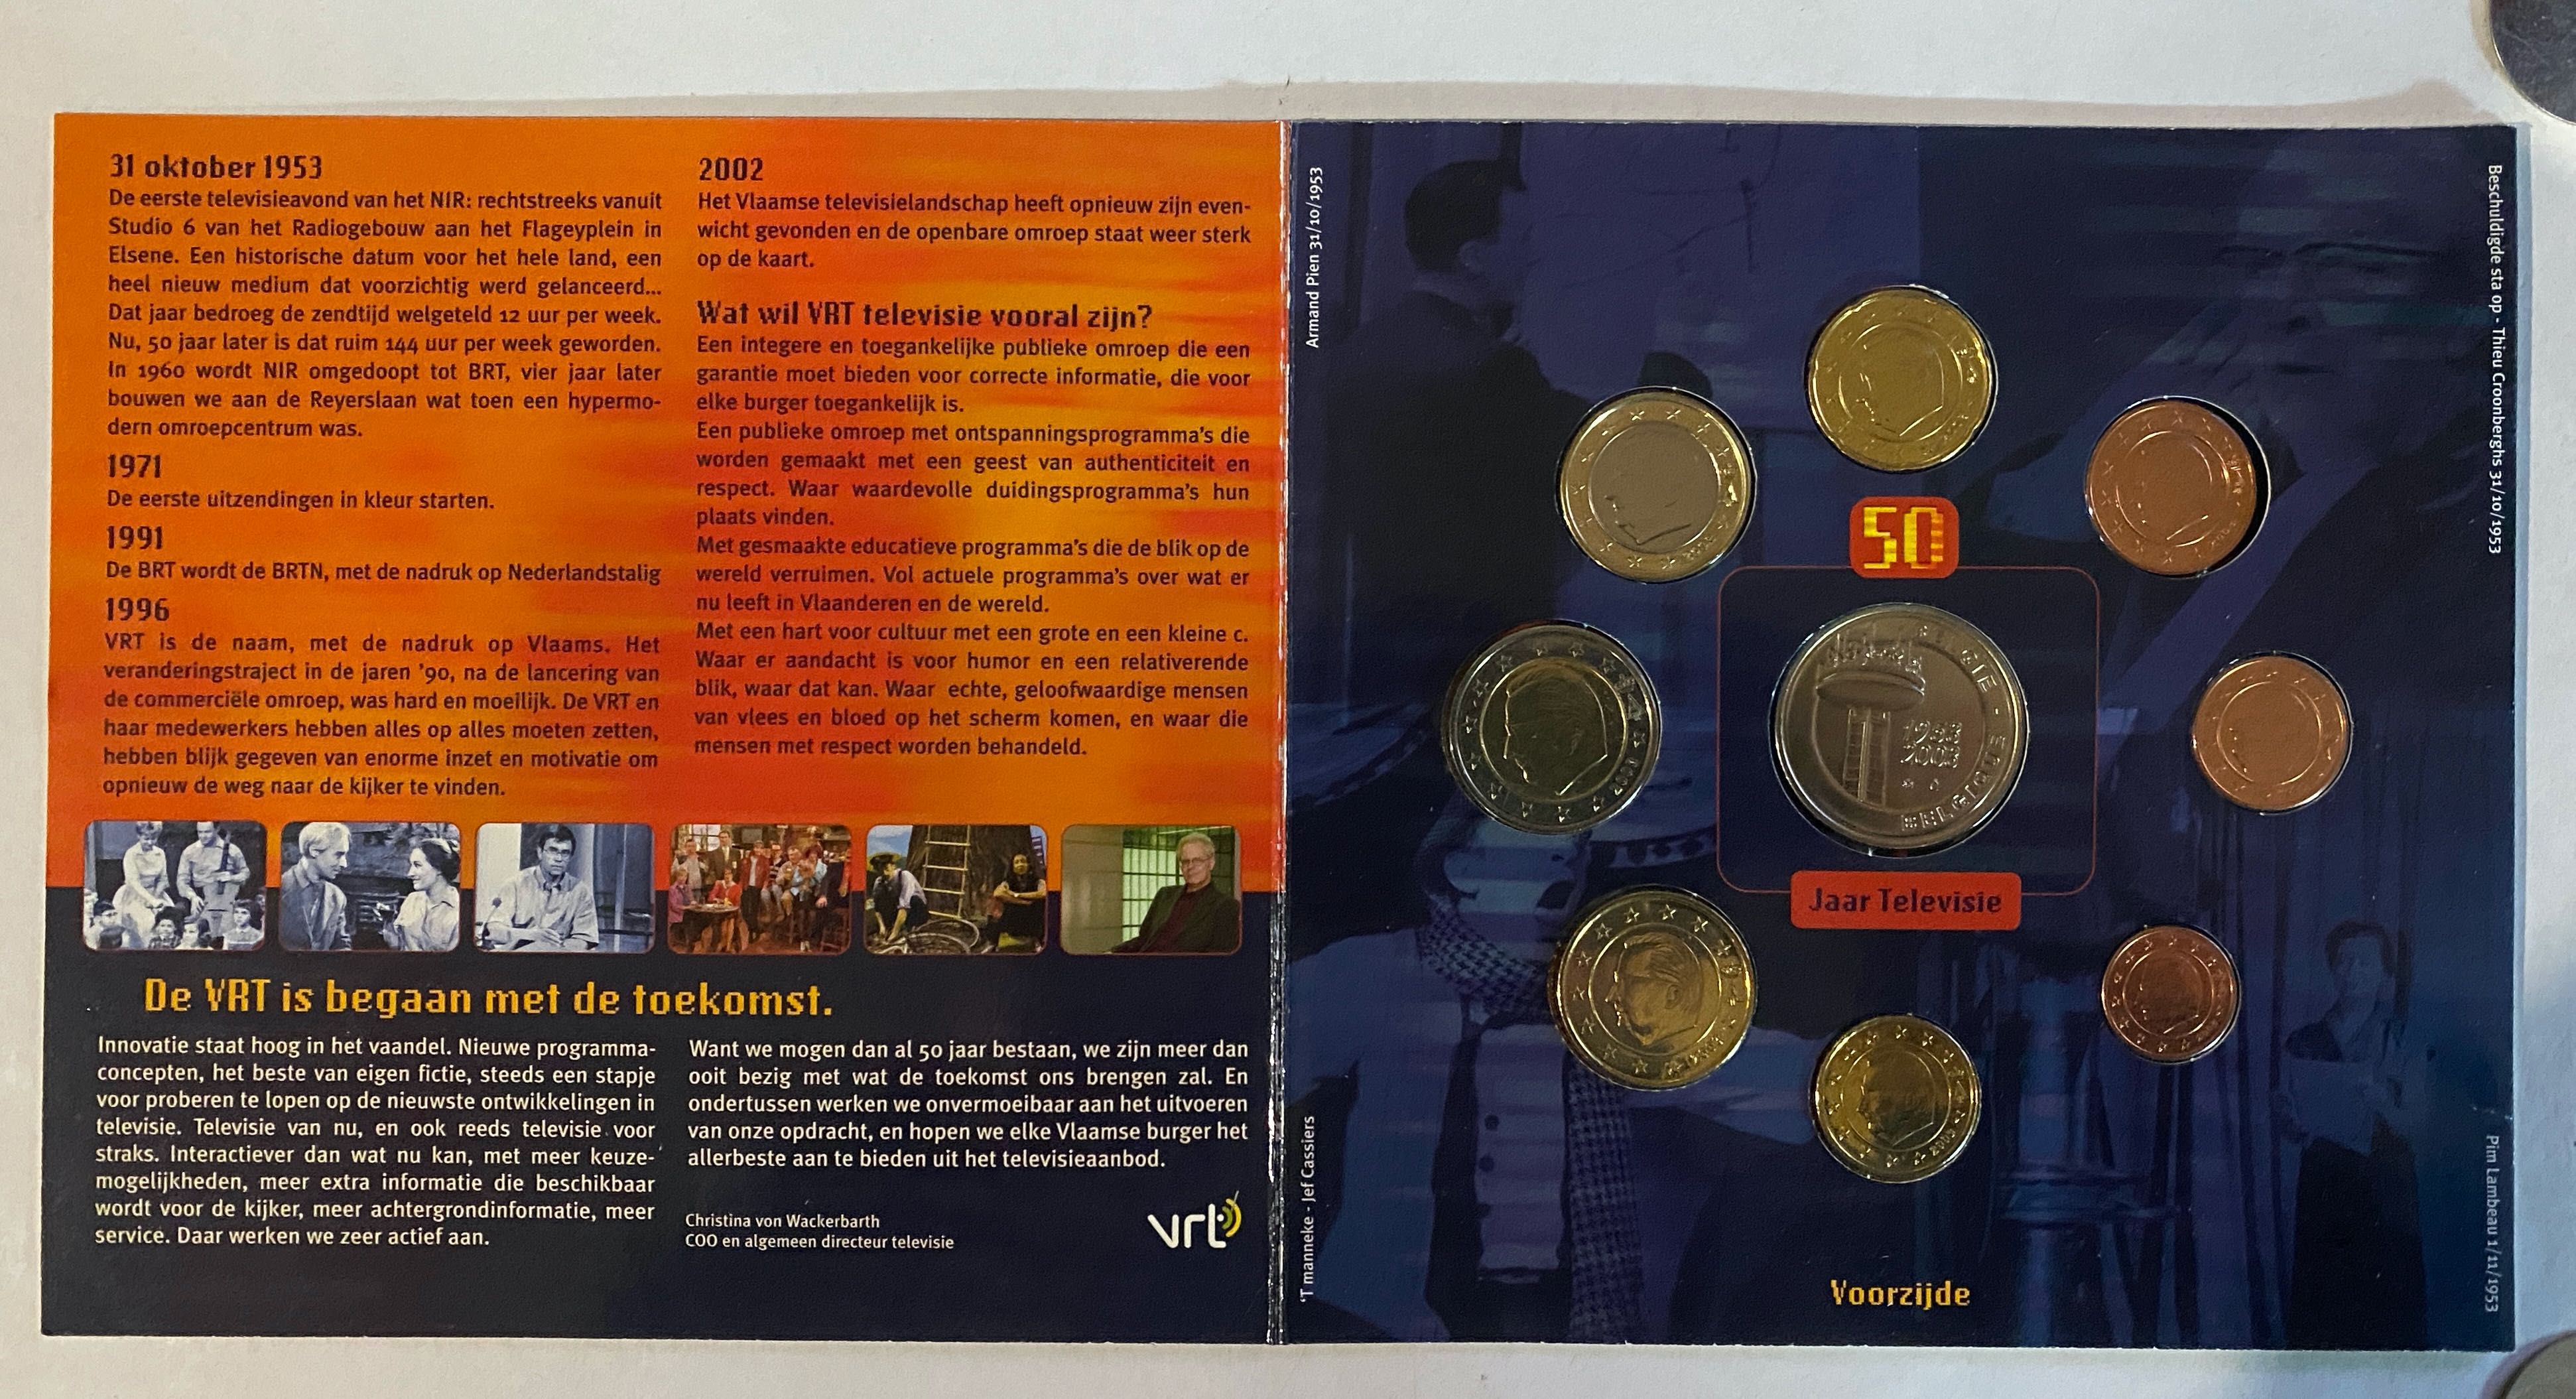 31 oktober 1953
De eerste televisieavond van het NIR: rechtstreeks vanuit
Studio 6 van het Radiogebouw aan het Flageyplein in
Elsene. Een historische datum voor het hele land, een
heel nieuw medium dat voorzichtig werd gelanceerd...
Dat jaar bedroeg de zendtijd welgeteld 12 uur per week.
Nu, 50 jaar later is dat ruim 144 uur per week geworden.
In 1960 wordt NIR omgedoopt tot BRT, vier jaar later
bouwen we aan de Reyerslaan wat toen een hypermo-
dern omroepcentrum was.
1971
De eerste uitzendingen in kleur starten.
1991
De BRT wordt de BRTN, met de nadruk op Nederlandstalig
1996
VRT is de naam, met de nadruk op Vlaams. Het
veranderingstraject in de jaren '90, na de lancering van
de commerciële omroep, was hard en moeilijk. De VRT en
haar medewerkers hebben alles op alles moeten zetten,
hebben blijk gegeven van enorme inzet en motivatie om
opnieuw de weg naar de kijker te vinden.
2002
Het Vlaamse televisielandschap heeft opnieuw zijn even-
wicht gevonden en de openbare omroep staat weer sterk
op de kaart.
Wat wil VRT televisie vooral zijn?
Een integere en toegankelijke publieke omroep die een
garantie moet bieden voor correcte informatie, die voor
elke burger toegankelijk is.
Een publieke omroep met ontspanningsprogramma's die
worden gemaakt met een geest van authenticiteit en
respect. Waar waardevolle duidingsprogramma's hun
plaats vinden.
Met gesmaakte educatieve programma's die de blik op de
wereld verruimen. Vol actuele programma's over wat er
nu leeft in Vlaanderen en de wereld.
Met een hart voor cultuur met een grote en een kleine c.
Waar er aandacht is voor humor en een relativerende
blik, waar dat kan. Waar echte, geloofwaardige mensen
van vlees en bloed op het scherm komen, en waar die
mensen met respect worden behandeld.
De VRT is begaan met de toekomst.
Innovatie staat hoog in het vaandel. Nieuwe programma-
concepten, het beste van eigen fictie, steeds een stapje
voor proberen te lopen op de nieuwste ontwikkelingen in
televisie. Televisie van nu, en ook reeds televisie voor
straks. Interactiever dan wat nu kan, met meer keuze-
mogelijkheden, meer extra informatie die beschikbaar
wordt voor de kijker, meer achtergrondinformatie, meer
service. Daar werken we zeer actief aan.
Want we mogen dan al 50 jaar bestaan, we zijn meer dan
ooit bezig met wat de toekomst ons brengen zal. En
ondertussen werken we onvermoeibaar aan het uitvoeren
van onze opdracht, en hopen we elke Vlaamse burger het
allerbeste aan te bieden uit het televisieaanbod.
Christina von Wackerbarth
COO en algemeen directeur televisie
vrt
Armand Pien 31/10/1953
'T manneke - Jef Cassiers
50
BELGIE - BELGIQUE
1953
2003
Jaar Televisie
Voorzijde
Beschuldigde sta op - Thieu Croonberghs 31/10/1953
Pim Lambeau 1/11/1953